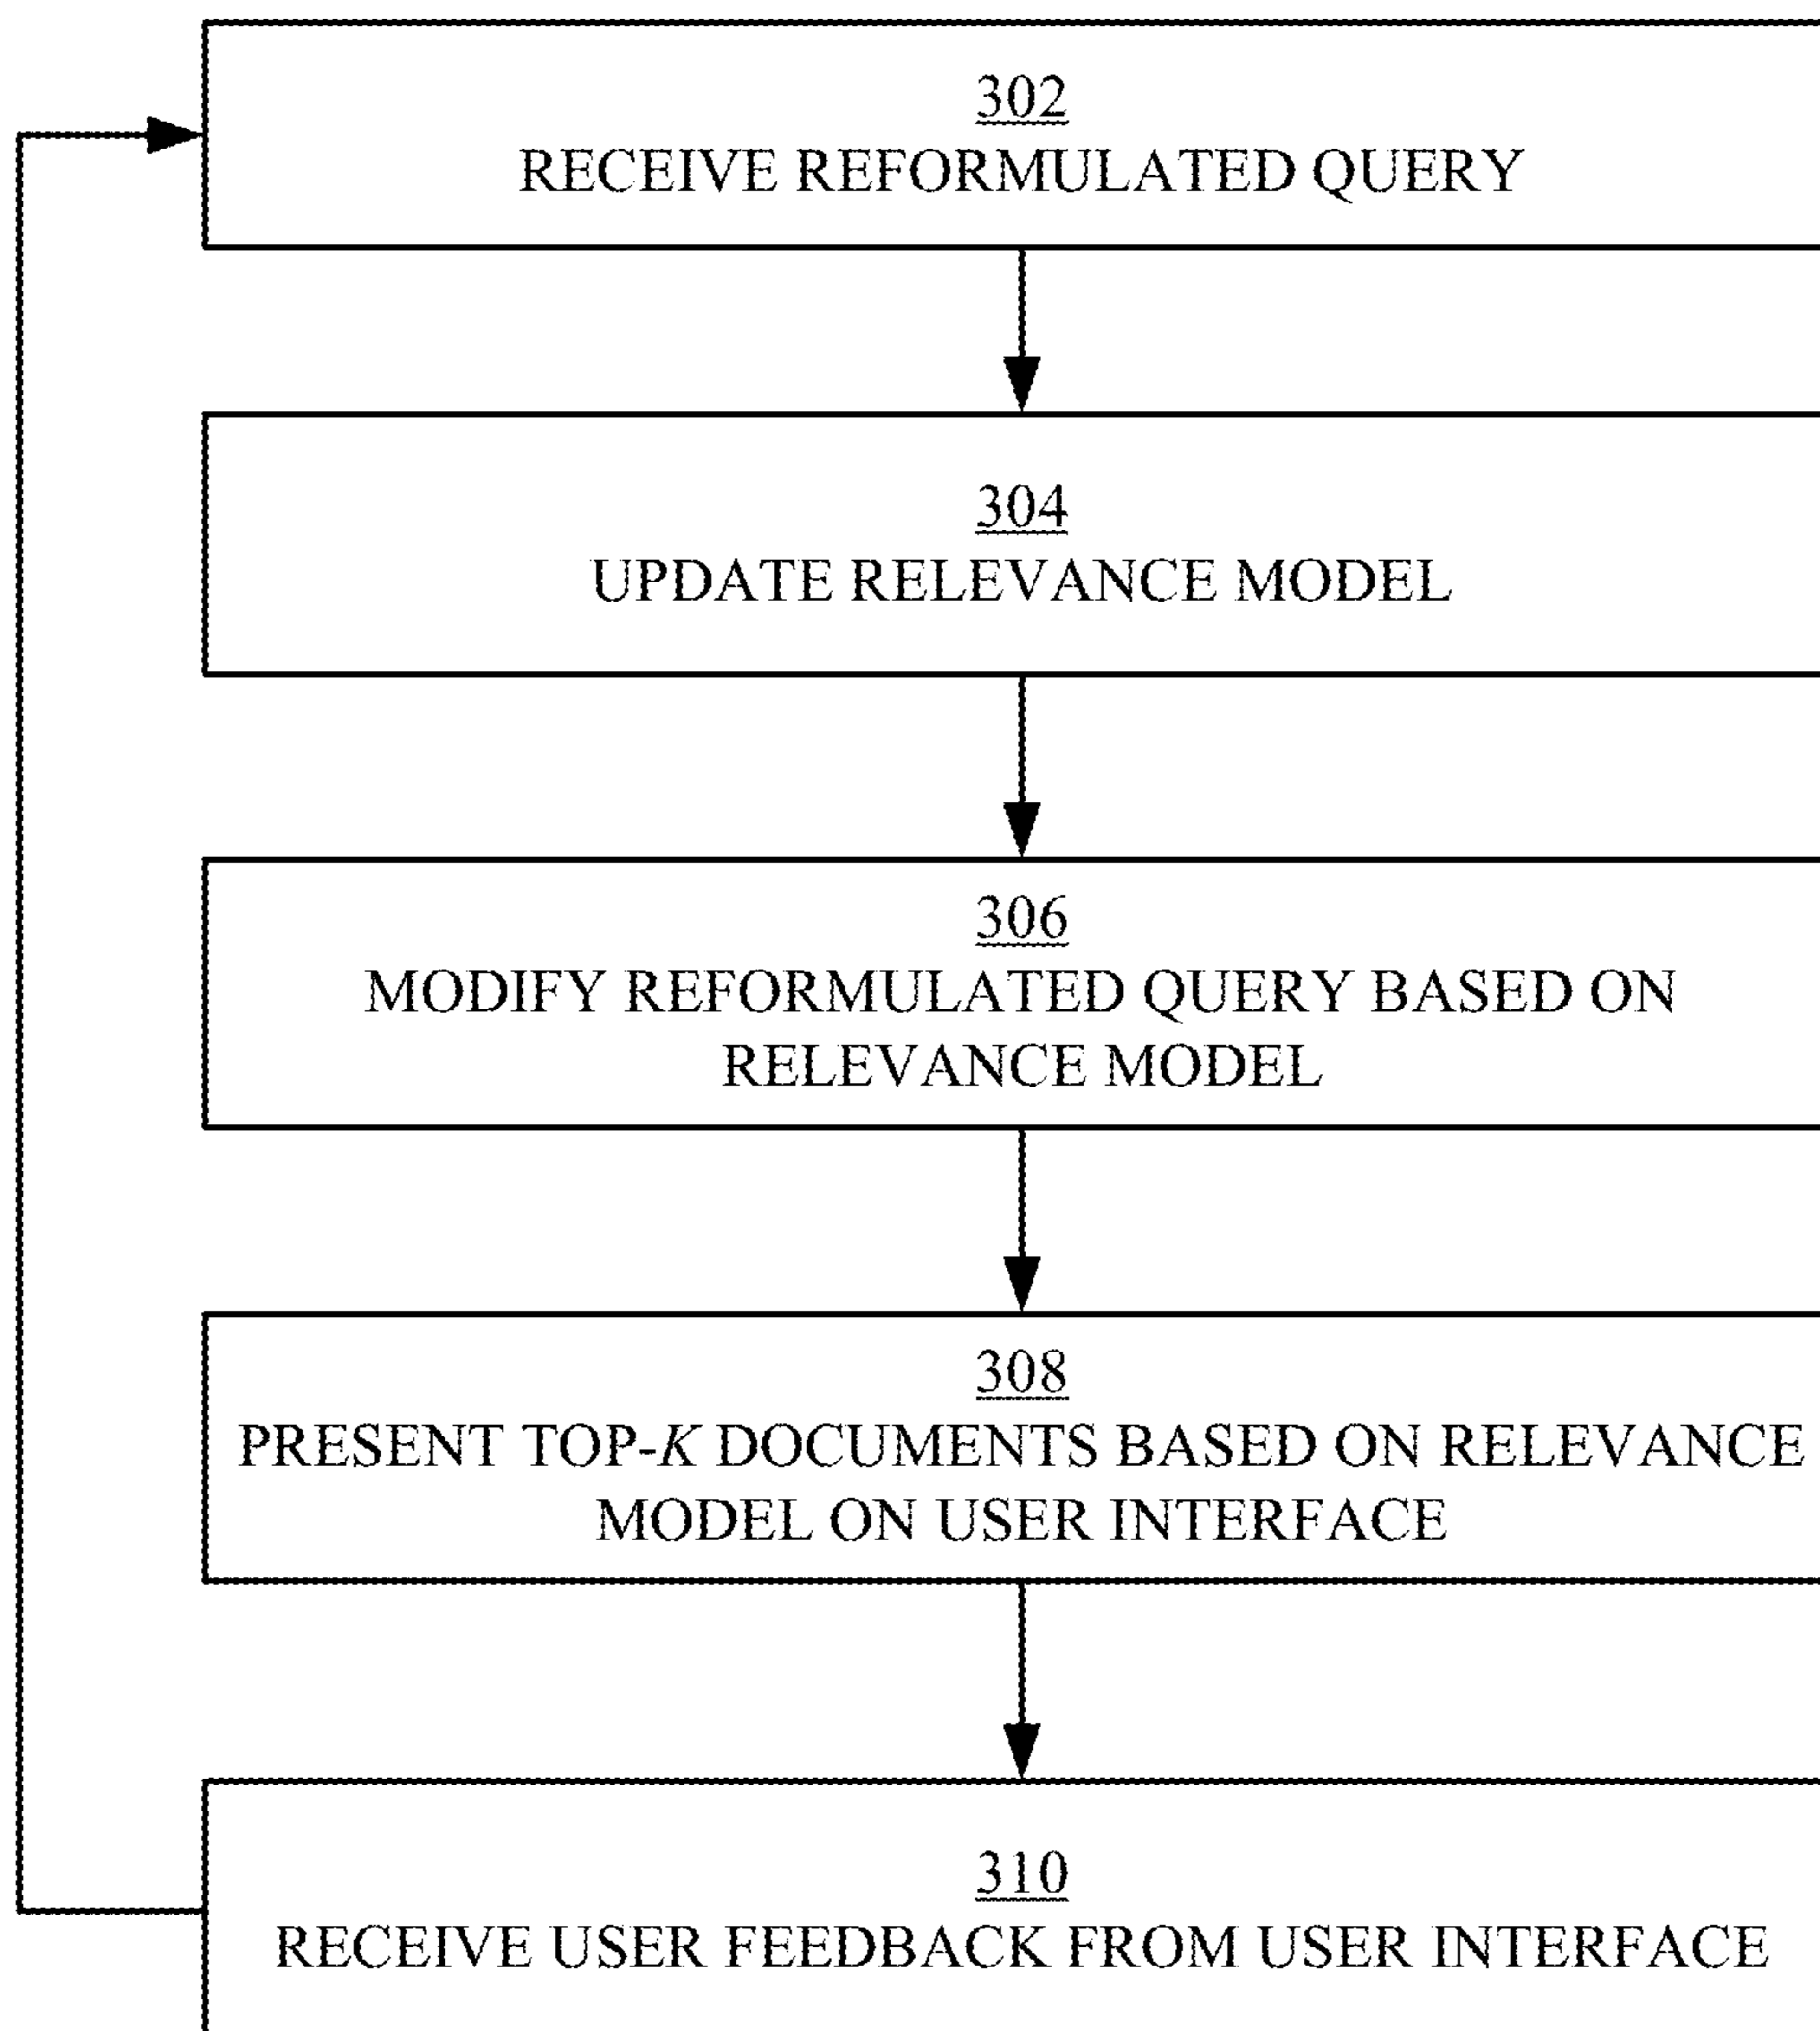 302
RECEIVE REFORMULATED QUERY
304
UPDATE RELEVANCE MODEL
306
MODIFY REFORMULATED QUERY BASED ON
RELEVANCE MODEL
308
PRESENT TOP-K DOCUMENTS BASED ON RELEVANCE
MODEL ON USER INTERFACE
310
RECEIVE USER FEEDBACK FROM USER INTERFACE